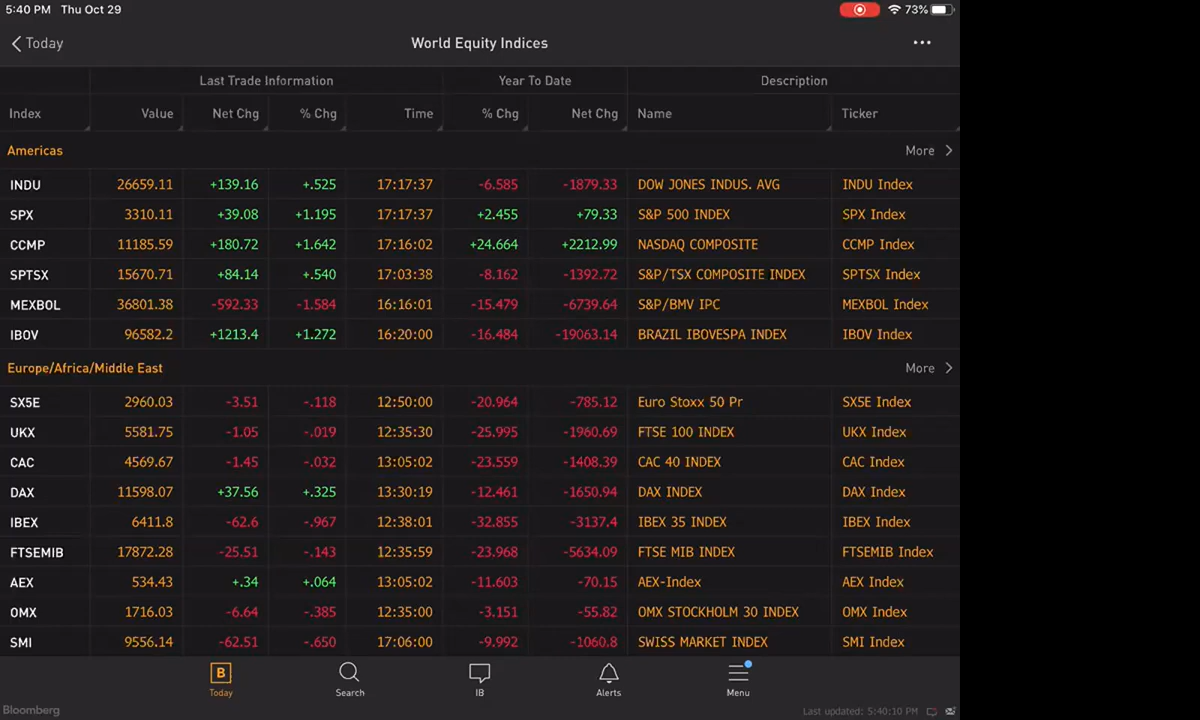 5:40 PM Thu Oct 29 73%
Today World Equity Indices
Last Trade Information Year To Date Description
Index Value Net Chg % Chg Time % Chg Net Chg Name Ticker
Americas More
INDU 26659.11 +139.16 +.525 17:17:37 -6.585 -1879.33 DOW JONES INDUS. AVG INDU Index
SPX 3310.11 +39.08 +1.195 17:17:37 +2.455 +79.33 S&P 500 INDEX SPX Index
CCMP 11185.59 +180.72 +1.642 17:16:02 +24.664 +2212.99 NASDAQ COMPOSITE CCMP Index
SPTSX 15670.71 +84.14 +.540 17:03:38 -8.162 -1392.72 S&P/TSX COMPOSITE INDEX SPTSX Index
MEXBOL 36801.38 -592.33 -1.584 16:16:01 -15.479 -6739.64 S&P/BMV IPC MEXBOL Index
IBOV 96582.2 +1213.4 +1.272 16:20:00 -16.484 -19063.14 BRAZIL IBOVESPA INDEX IBOV Index
Europe/Africa/Middle East More
SX5E 2960.03 -3.51 -.118 12:50:00 -20.964 -785.12 Euro Stoxx 50 Pr SX5E Index
UKX 5581.75 -1.05 -.019 12:35:30 -25.995 -1960.69 FTSE 100 INDEX UKX Index
CAC 4569.67 -1.45 -.032 13:05:02 -23.559 -1408.39 CAC 40 INDEX CAC Index
DAX 11598.07 +37.56 +.325 13:30:19 -12.461 -1650.94 DAX INDEX DAX Index
IBEX 6411.8 -62.6 -.967 12:38:01 -32.855 -3137.4 IBEX 35 INDEX IBEX Index
FTSEMIB 17872.28 -25.51 -.143 12:35:59 -23.968 -5634.09 FTSE MIB INDEX FTSEMIB Index
AEX 534.43 +.34 +.064 13:05:02 -11.603 -70.15 AEX-Index AEX Index
OMX 1716.03 -6.64 -.385 12:35:00 -3.151 -55.82 OMX STOCKHOLM 30 INDEX OMX Index
SMI 9556.14 -62.51 -.650 17:06:00 -9.992 -1060.8 SWISS MARKET INDEX SMI Index
B
Today Search IB Alerts Menu
Bloomberg Last updated: 5:40:10 PM